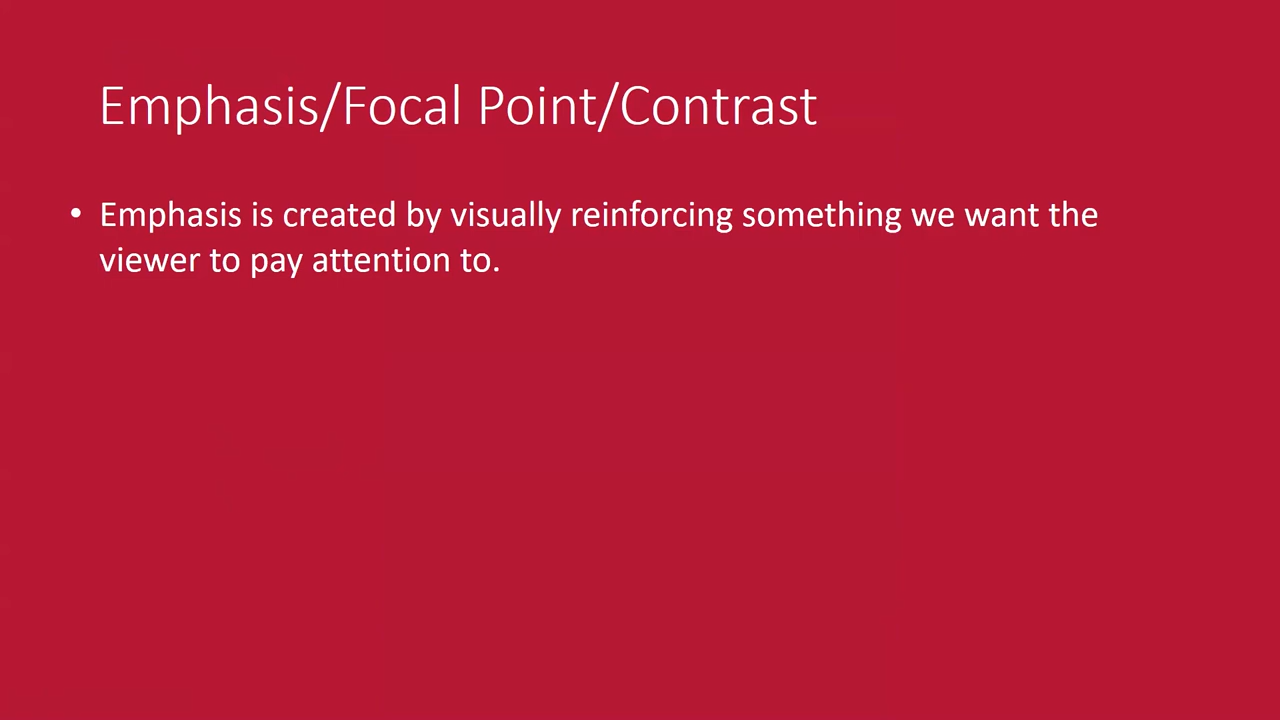 Emphasis/Focal Point/Contrast
• Emphasis is created by visually reinforcing something we want the
viewer to pay attention to.